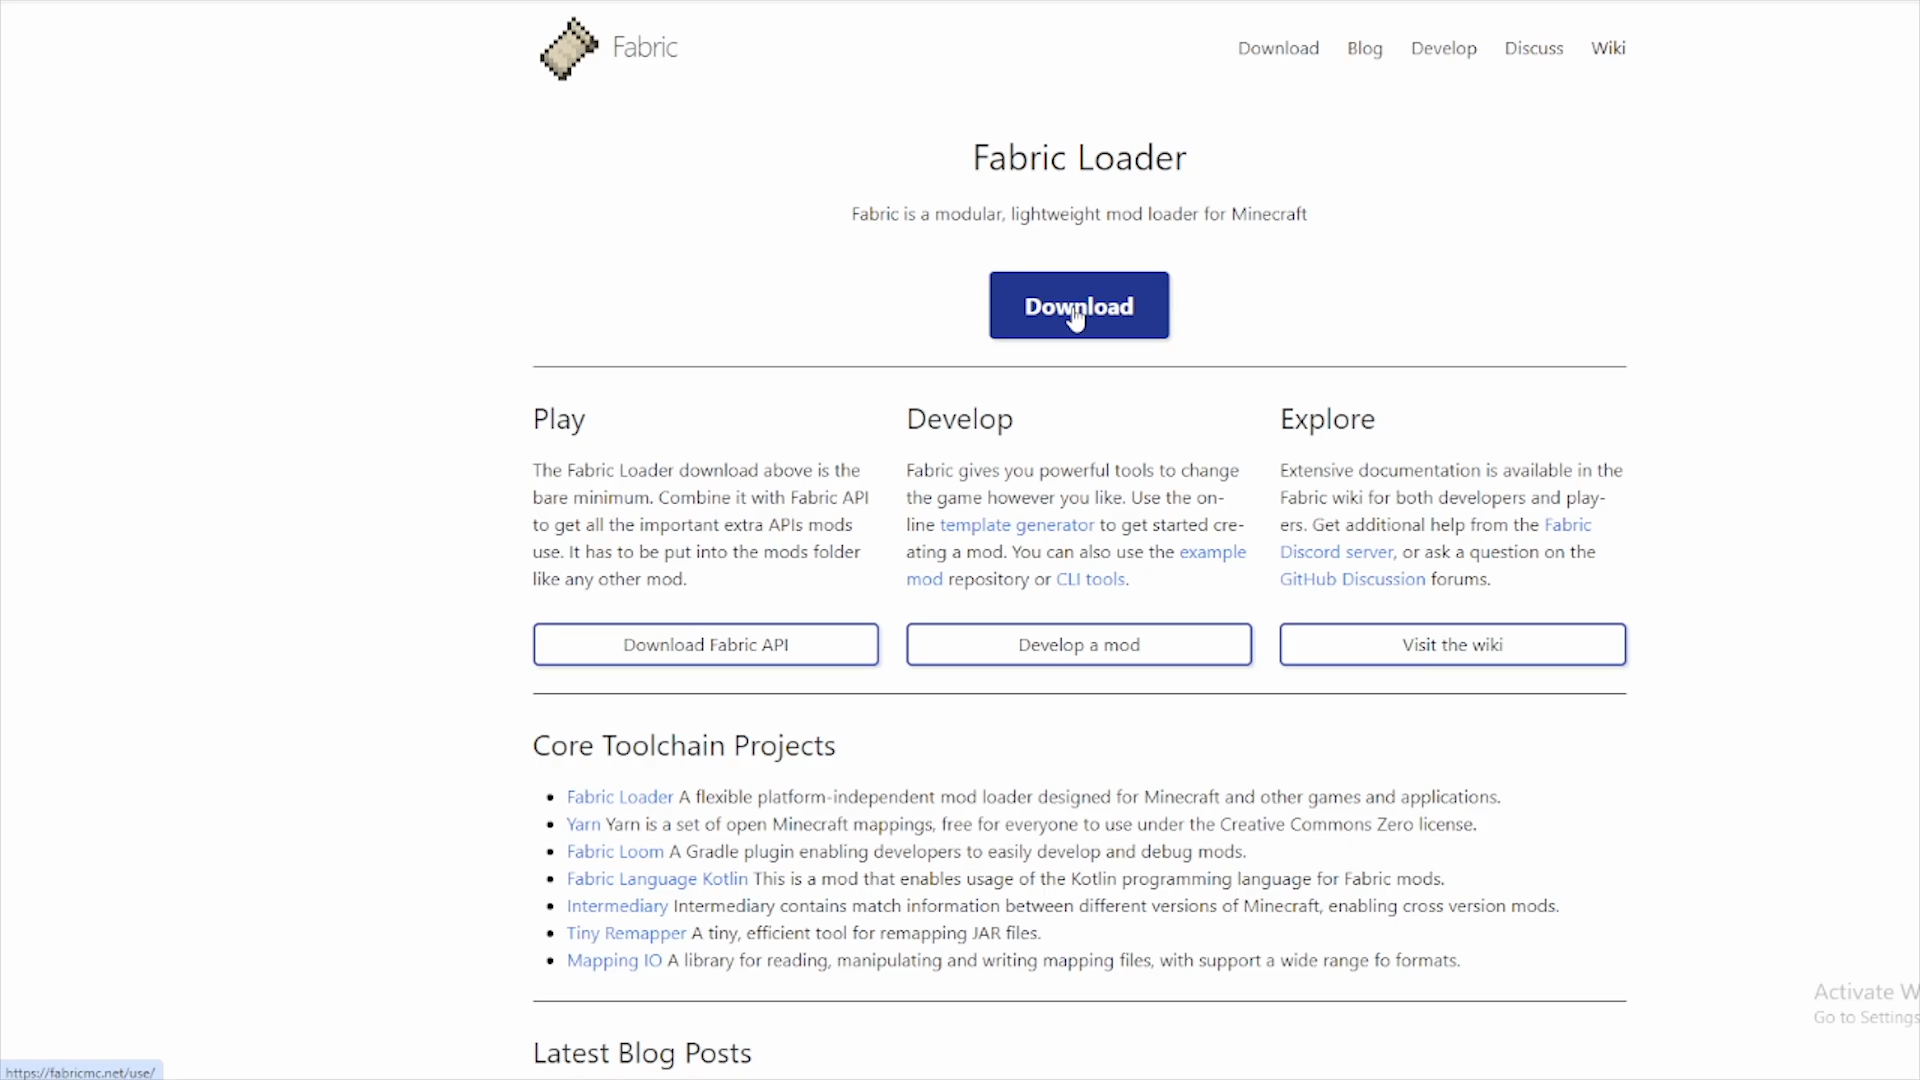 Fabric
Download Blog Develop Discuss Wiki
Fabric Loader
Fabric is a modular, lightweight mod loader for Minecraft
Download
Play
The Fabric Loader download above is the
bare minimum. Combine it with Fabric API
to get all the important extra APIs mods
use. It has to be put into the mods folder
like any other mod.
Download Fabric API
Develop
Fabric gives you powerful tools to change
the game however you like. Use the on-
line template generator to get started cre-
ating a mod. You can also use the example
mod repository or CLI tools.
Develop a mod
Explore
Extensive documentation is available in the
Fabric wiki for both developers and play-
ers. Get additional help from the Fabric
Discord server, or ask a question on the
GitHub Discussion forums.
Visit the wiki
Core Toolchain Projects
Fabric Loader A flexible platform-independent mod loader designed for Minecraft and other games and applications.
Yarn Yarn is a set of open Minecraft mappings, free for everyone to use under the Creative Commons Zero license.
Fabric Loom A Gradle plugin enabling developers to easily develop and debug mods.
Fabric Language Kotlin This is a mod that enables usage of the Kotlin programming language for Fabric mods.
Intermediary Intermediary contains match information between different versions of Minecraft, enabling cross version mods.
Tiny Remapper A tiny, efficient tool for remapping JAR files.
Mapping IO A library for reading, manipulating and writing mapping files, with support a wide range fo formats.
Latest Blog Posts
Activate W
Go to Settings
https://fabricmc.net/use/